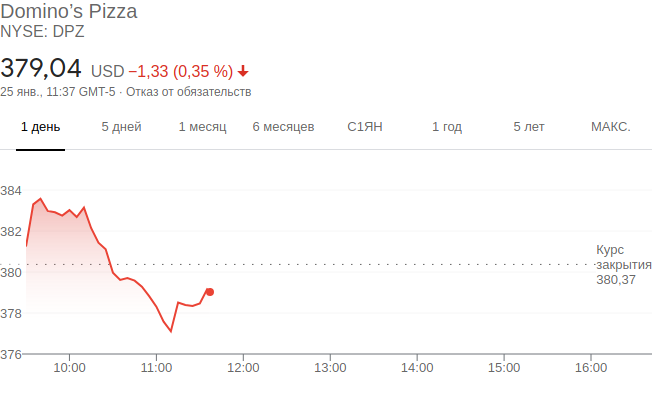 Domino’s Pizza
NYSE: DPZ
379,04 USD −1,33 (0,35 %)
25 янв., 11:37 GMT-5 · Отказ от обязательств
1 день 5 дней 1 месяц 6 месяцев С1ЯН 1 год 5 лет МАКС.
384
382
Курс
закрытия
380,37
380
378
376
10:00 11:00 12:00 13:00 14:00 15:00 16:00